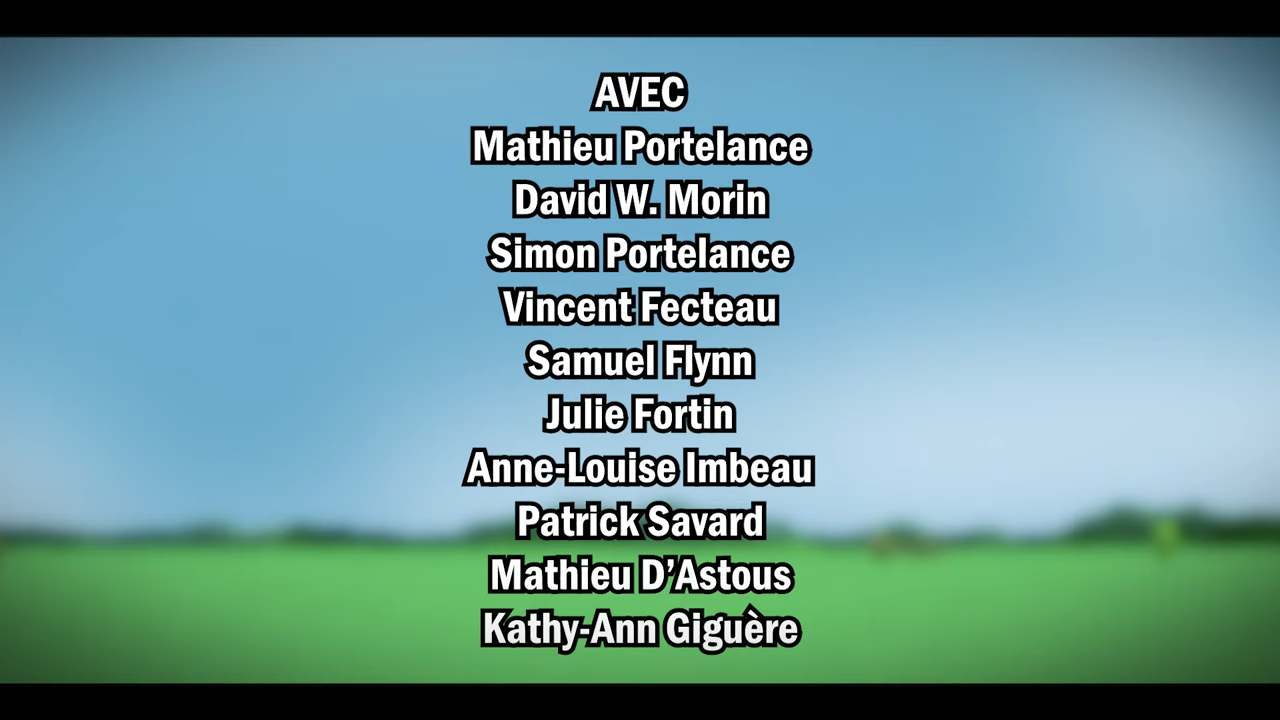 AVEC
Mathieu Portelance
David W. Morin
Simon Portelance
Vincent Fecteau
Samuel Flynn
Julie Fortin
Anne-Louise Imbeau
Patrick Savard
Mathieu D’Astous
Kathy-Ann Giguère